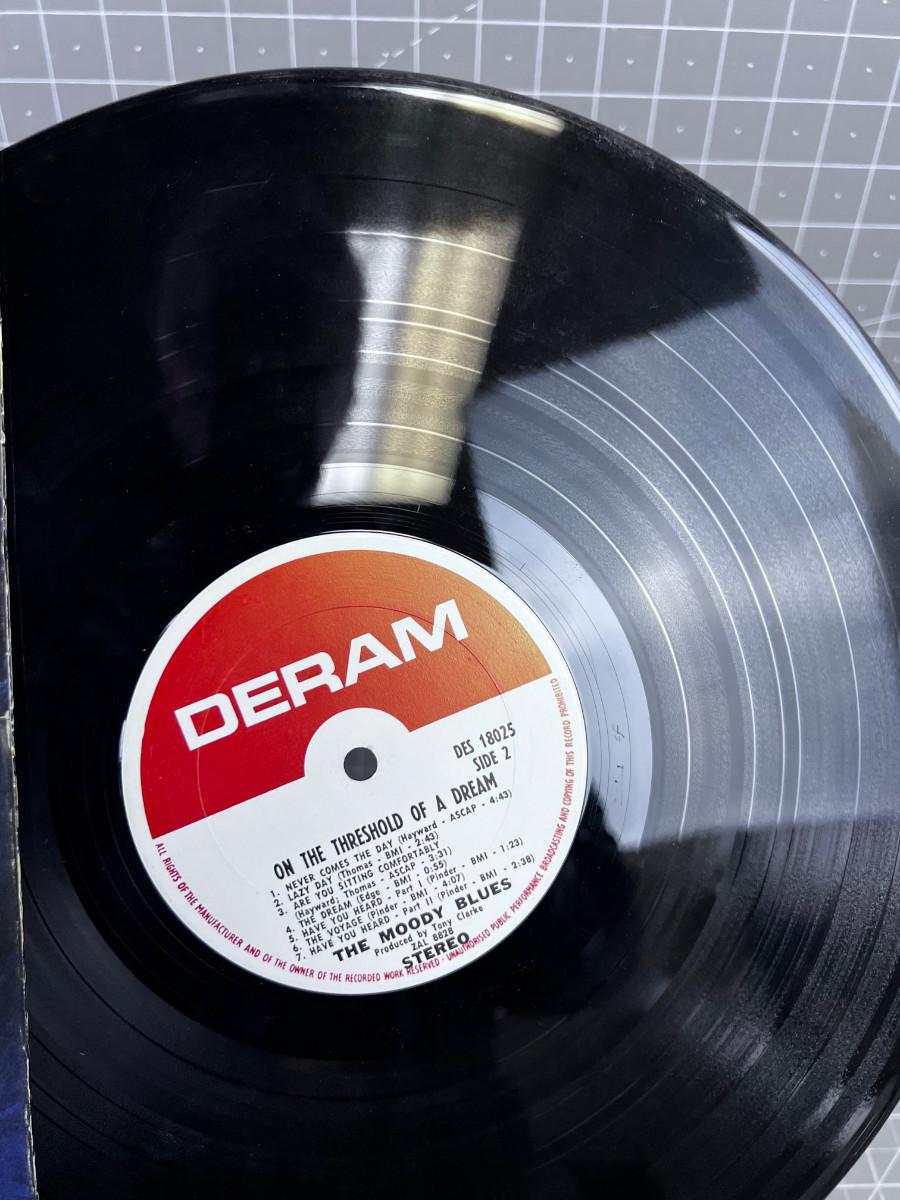 DERAM
DES 18025
SIDE 2
ON THE THRESHOLD OF A DREAM
1. NEVER COMES THE DAY (Hayward - ASCAP - 4:43)
2. LAZY DAY (Thomas - BMI - 2:43)
3. ARE YOU SITTING COMFORTABLY
(Hayward; Thomas - ASCAP - 3:31)
4. THE DREAM (Edge - BMI - 0:55)
5. HAVE YOU HEARD - Part I (Pinder - BMI - 1:23)
6. THE VOYAGE (Pinder - BMI - 4:07)
7. HAVE YOU HEARD - Part II (Pinder - BMI - 2:38)
THE MOODY BLUES
Produced by Tony Clarke
ZAL 8828
STEREO
ALL RIGHTS OF THE MANUFACTURER AND OF THE OWNER OF THE RECORDED WORK RESERVED · UNAUTHORISED PUBLIC PERFORMANCE BROADCASTING AND COPYING OF THIS RECORD PROHIBITED